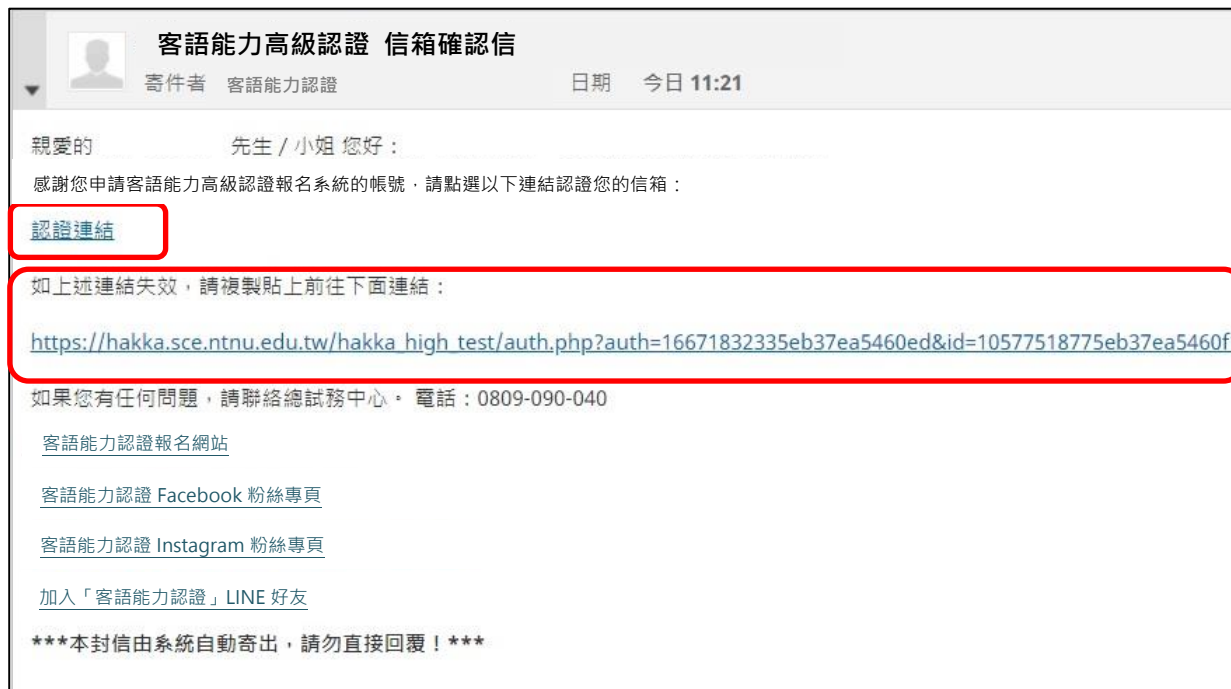 客語能力高級認證 信箱確認信
寄件者 客語能力認證 日期 今日 11:21
親愛的 先生 / 小姐 您好：
感謝您申請客語能力高級認證報名系統的帳號，請點選以下連結認證您的信箱：
認證連結
如上述連結失效，請複製貼上前往下面連結：
https://hakka.sce.ntnu.edu.tw/hakka_high_test/auth.php?auth=16671832335eb37ea5460ed&id=10577518775eb37ea5460f
如果您有任何問題，請聯絡總試務中心。 電話：0809-090-040
客語能力認證報名網站
客語能力認證 Facebook 粉絲專頁
客語能力認證 Instagram 粉絲專頁
加入「客語能力認證」LINE 好友
***本封信由系統自動寄出，請勿直接回覆！***